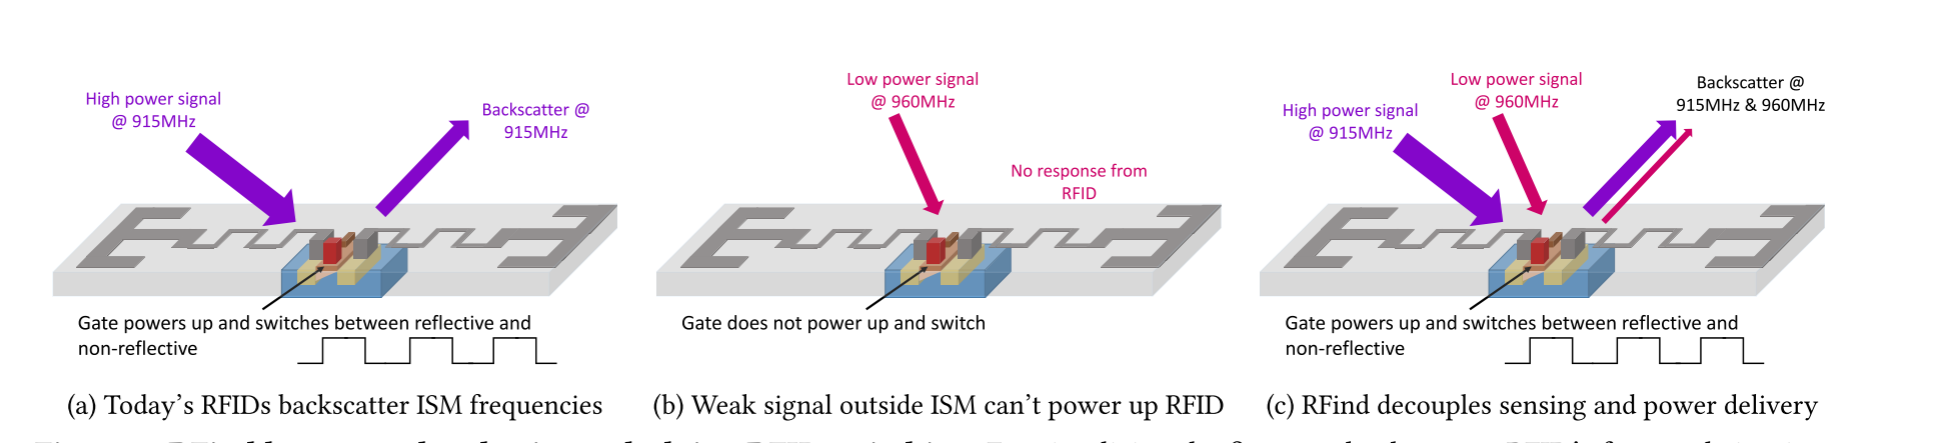 High power signal
@ 915MHz
Backscatter @
915MHz
Gate powers up and switches between reflective and
non-reflective
(a) Today's RFIDs backscatter ISM frequencies
Low power signal
@ 960MHz
No response from
RFID
Gate does not power up and switch
(b) Weak signal outside ISM can't power up RFID
High power signal
@ 915MHz
Low power signal
@ 960MHz
Backscatter @
915MHz & 960MHz
Gate powers up and switches between reflective and
non-reflective
(c) RFind decouples sensing and power delivery